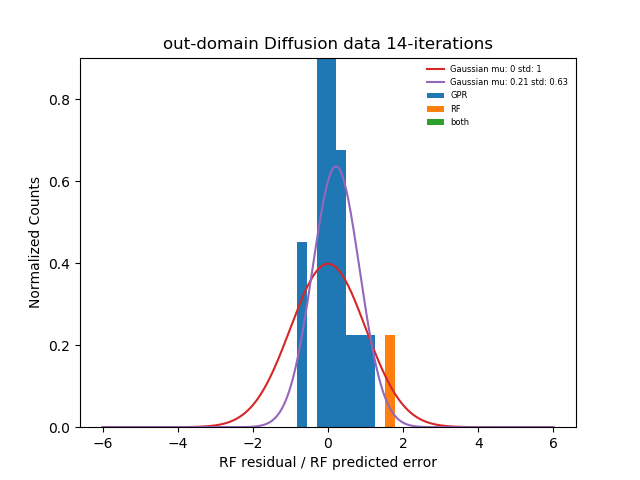 out-domain Diffusion data 14-iterations
Gaussian mu: 0 std: 1
Gaussian mu: 0.21 std: 0.63
GPR
RF
both
Normalized Counts
0.8
0.6
0.4
0.2
0.0
−6 −4 −2 0 2 4 6
RF residual / RF predicted error